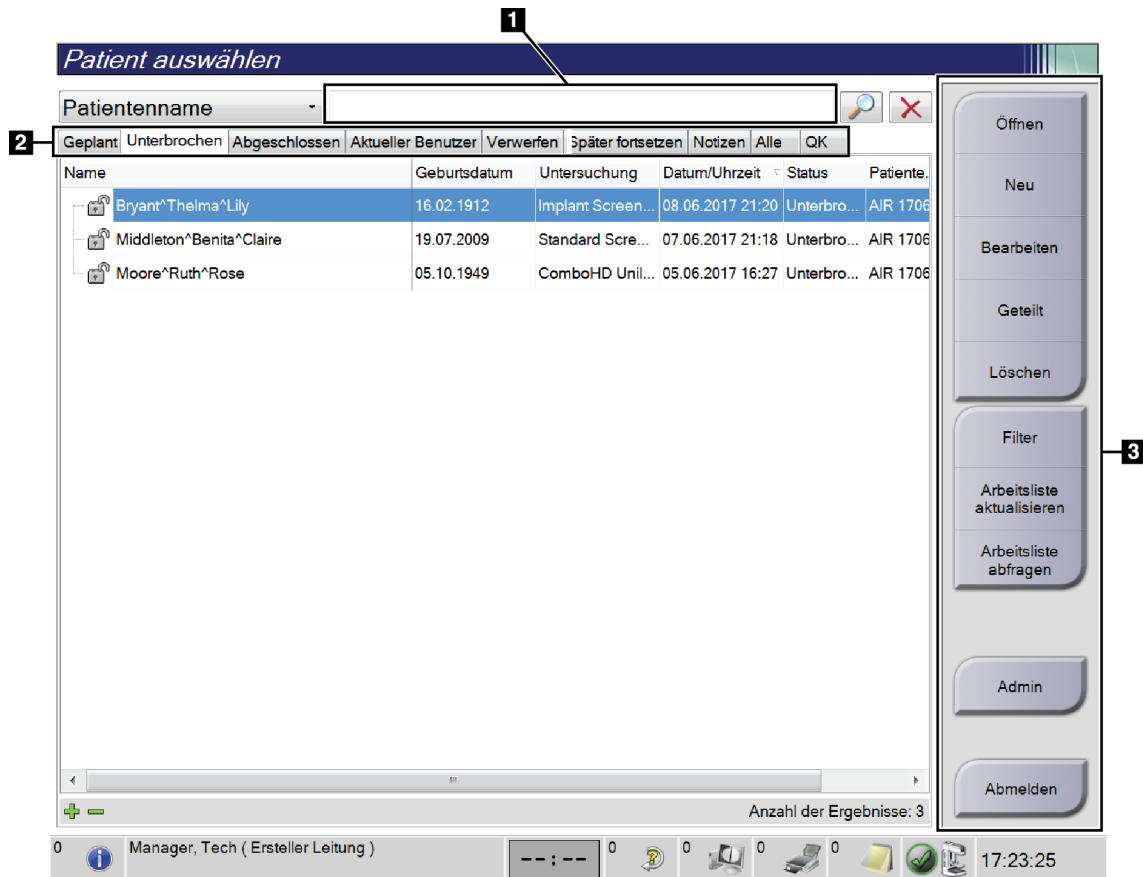 1
Patient auswählen
Patientenname
2
Geplant Unterbrochen Abgeschlossen Aktueller Benutzer Verwerfen Später fortsetzen Notizen Alle QK
Name Geburtsdatum Untersuchung Datum/Uhrzeit Status Patiente.
Bryant^Thelma^Lily 16.02.1912 Implant Screen... 08.06.2017 21:20 Unterbro... AIR 1706
Middleton^Benita^Claire 19.07.2009 Standard Scre... 07.06.2017 21:18 Unterbro... AIR 1706
Moore^Ruth^Rose 05.10.1949 ComboHD Unil... 05.06.2017 16:27 Unterbro... AIR 1706
Anzahl der Ergebnisse: 3
Öffnen
Neu
Bearbeiten
Geteilt
Löschen
Filter
3
Arbeitsliste
aktualisieren
Arbeitsliste
abfragen
Admin
Abmelden
0 Manager, Tech ( Ersteller Leitung ) --:-- 0 0 0 0 17:23:25